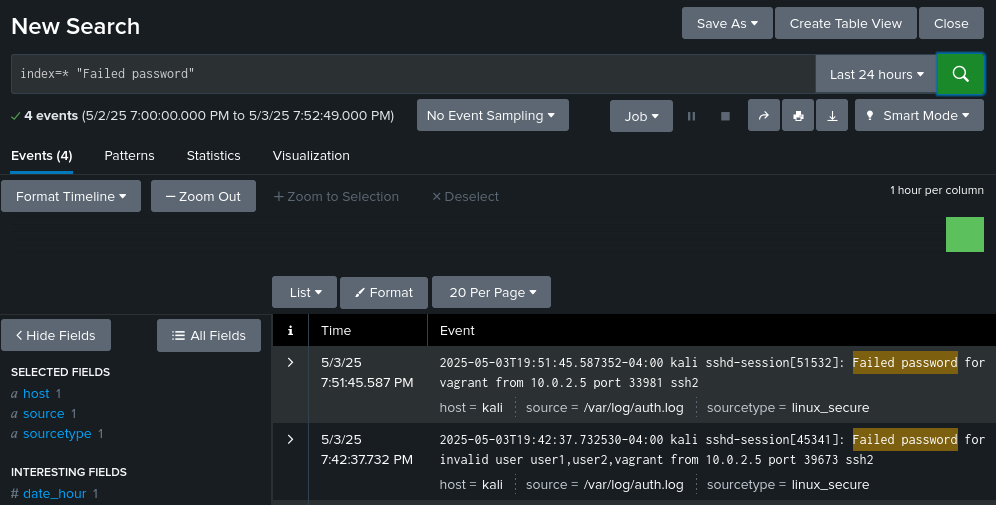 New Search
Save As
Create Table View
Close
index=* "Failed password"
Last 24 hours
4 events (5/2/25 7:00:00.000 PM to 5/3/25 7:52:49.000 PM)
No Event Sampling
Job
Smart Mode
Events (4)
Patterns
Statistics
Visualization
Format Timeline
Zoom Out
Zoom to Selection
Deselect
1 hour per column
List
Format
20 Per Page
Hide Fields
All Fields
SELECTED FIELDS
a host 1
a source 1
a sourcetype 1
INTERESTING FIELDS
# date_hour 1
i
Time
Event
5/3/25
7:51:45.587 PM
2025-05-03T19:51:45.587352-04:00 kali sshd-session[51532]: Failed password for
vagrant from 10.0.2.5 port 33981 ssh2
host = kali
source = /var/log/auth.log
sourcetype = linux_secure
5/3/25
7:42:37.732 PM
2025-05-03T19:42:37.732530-04:00 kali sshd-session[45341]: Failed password for
invalid user user1,user2,vagrant from 10.0.2.5 port 39673 ssh2
host = kali
source = /var/log/auth.log
sourcetype = linux_secure